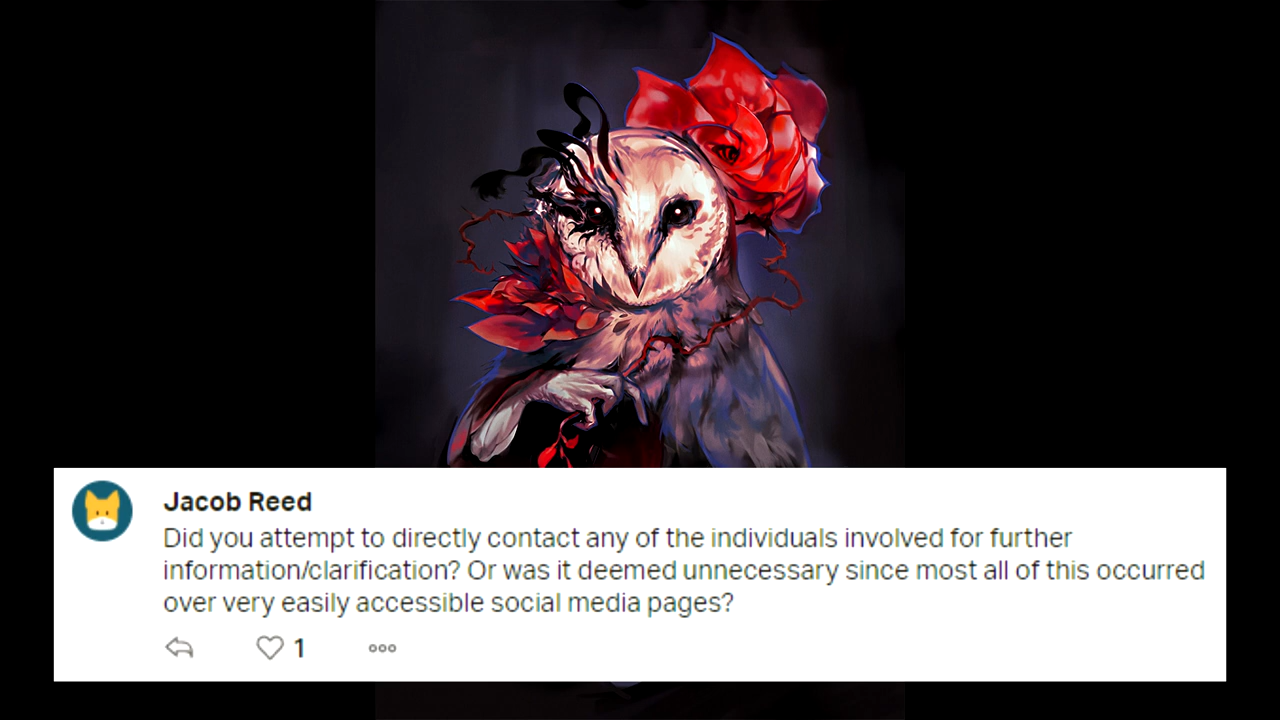 Jacob Reed
Did you attempt to directly contact any of the individuals involved for further
information/clarification? Or was it deemed unnecessary since most all of this occurred
over very easily accessible social media pages?
1